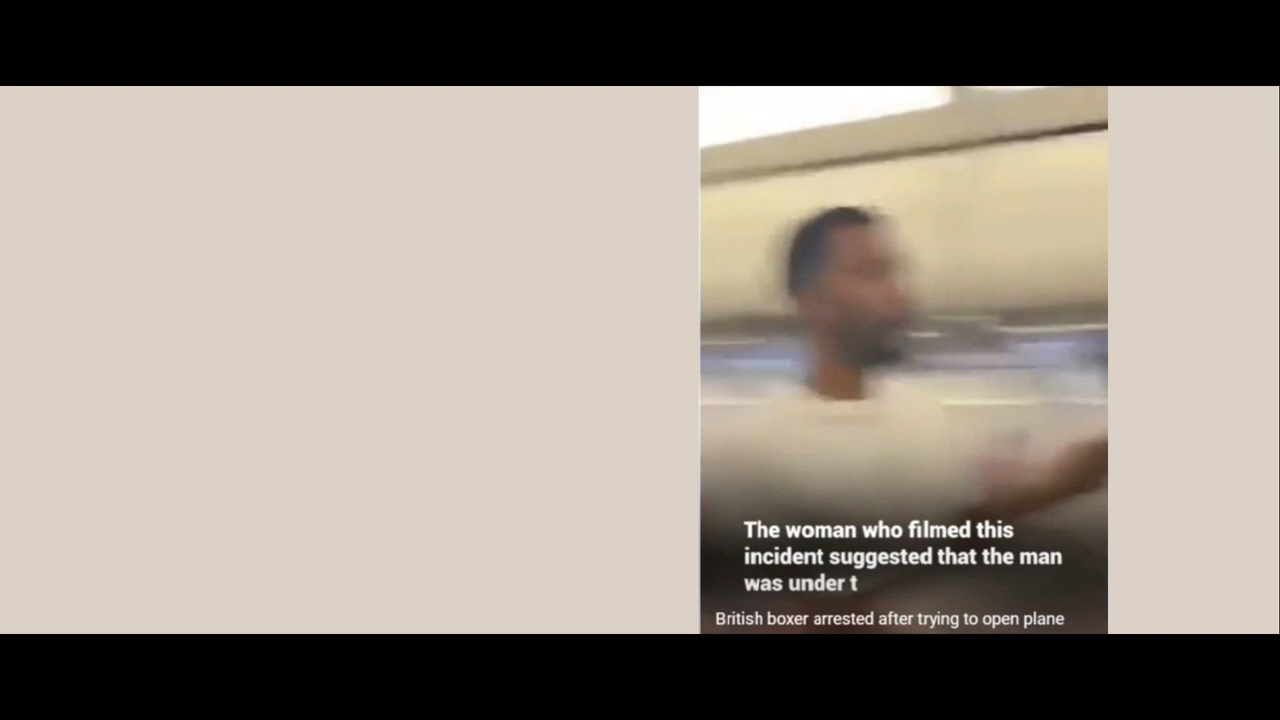 The woman who filmed this
incident suggested that the man
was under t
British boxer arrested after trying to open plane